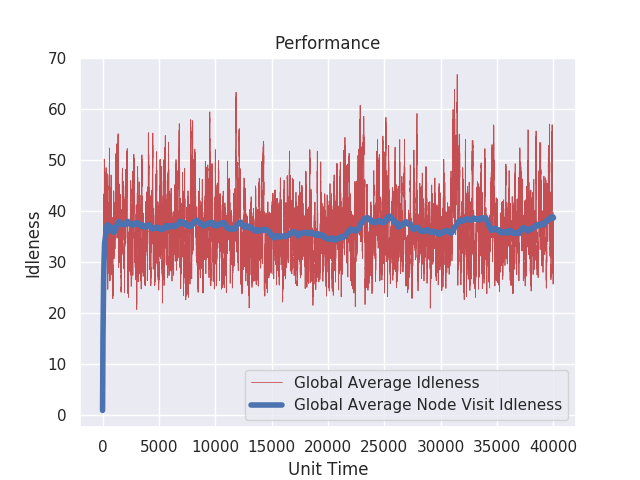 Performance
70
60
50
40
30
20
10
0
Idleness
0 5000 10000 15000 20000 25000 30000 35000 40000
Unit Time
Global Average Idleness
Global Average Node Visit Idleness